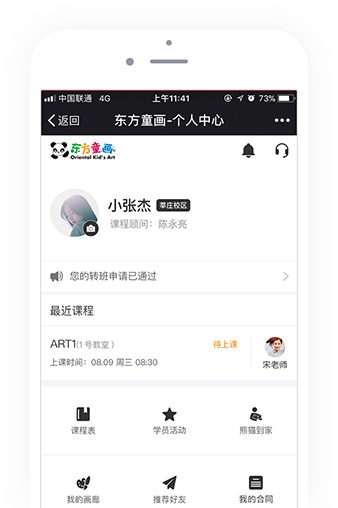 中国联通 4G 上午11:41 73%
返回 东方童画-个人中心
东方童画
Oriental Kid's Art
小张杰 莘庄校区
课程顾问：陈永亮
您的转班申请已通过
最近课程
ART1(1号教室) 待上课
上课时间：08.09 周三 08:30 宋老师
课程表 学员活动 熊猫到家
我的画廊 推荐好友 我的合同